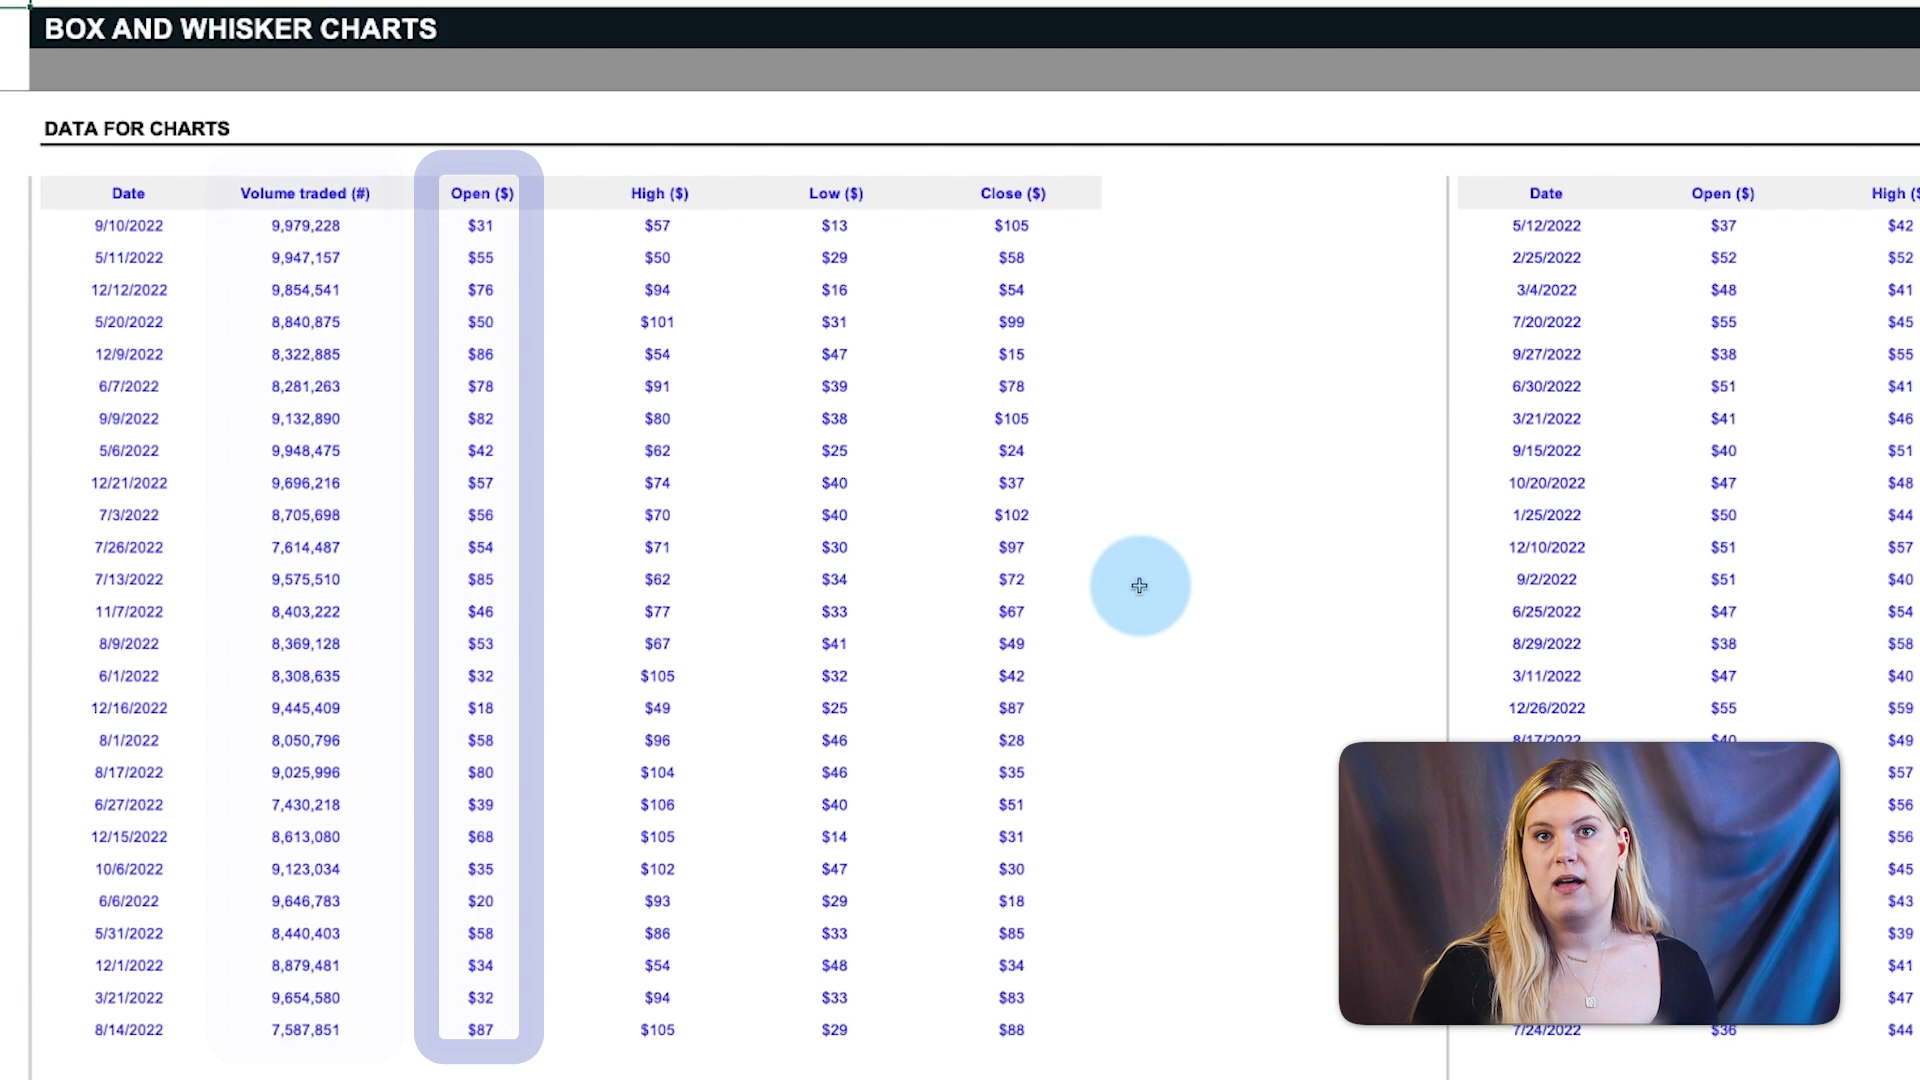 BOX AND WHISKER CHARTS
DATA FOR CHARTS
Date Volume traded (#) Open ($) High ($) Low ($) Close ($) Date Open ($) High ($
9/10/2022 9,979,228 $31 $57 $13 $105 5/12/2022 $37 $42
5/11/2022 9,947,157 $55 $50 $29 $58 2/25/2022 $52 $52
12/12/2022 9,854,541 $76 $94 $16 $54 3/4/2022 $48 $41
5/20/2022 8,840,875 $50 $101 $31 $99 7/20/2022 $55 $45
12/9/2022 8,322,885 $86 $54 $47 $15 9/27/2022 $38 $55
6/7/2022 8,281,263 $78 $91 $39 $78 6/30/2022 $51 $41
9/9/2022 9,132,890 $82 $80 $38 $105 3/21/2022 $41 $46
5/6/2022 9,948,475 $42 $62 $25 $24 9/15/2022 $40 $51
12/21/2022 9,696,216 $57 $74 $40 $37 10/20/2022 $47 $48
7/3/2022 8,705,698 $56 $70 $40 $102 1/25/2022 $50 $44
7/26/2022 7,614,487 $54 $71 $30 $97 12/10/2022 $51 $57
7/13/2022 9,575,510 $85 $62 $34 $72 9/2/2022 $51 $40
11/7/2022 8,403,222 $46 $77 $33 $67 6/25/2022 $47 $54
8/9/2022 8,369,128 $53 $67 $41 $49 8/29/2022 $38 $58
6/1/2022 8,308,635 $32 $105 $32 $42 3/11/2022 $47 $40
12/16/2022 9,445,409 $18 $49 $25 $87 12/26/2022 $55 $59
8/1/2022 8,050,796 $58 $96 $46 $28 8/17/2022 $40 $49
8/17/2022 9,025,996 $80 $104 $46 $35 $57
6/27/2022 7,430,218 $39 $106 $40 $51 $56
12/15/2022 8,613,080 $68 $105 $14 $31 $56
10/6/2022 9,123,034 $35 $102 $47 $30 $45
6/6/2022 9,646,783 $20 $93 $29 $18 $43
5/31/2022 8,440,403 $58 $86 $33 $85 $39
12/1/2022 8,879,481 $34 $54 $48 $34 $41
3/21/2022 9,654,580 $32 $94 $33 $83 $47
8/14/2022 7,587,851 $87 $105 $29 $88 7/24/2022 $36 $44